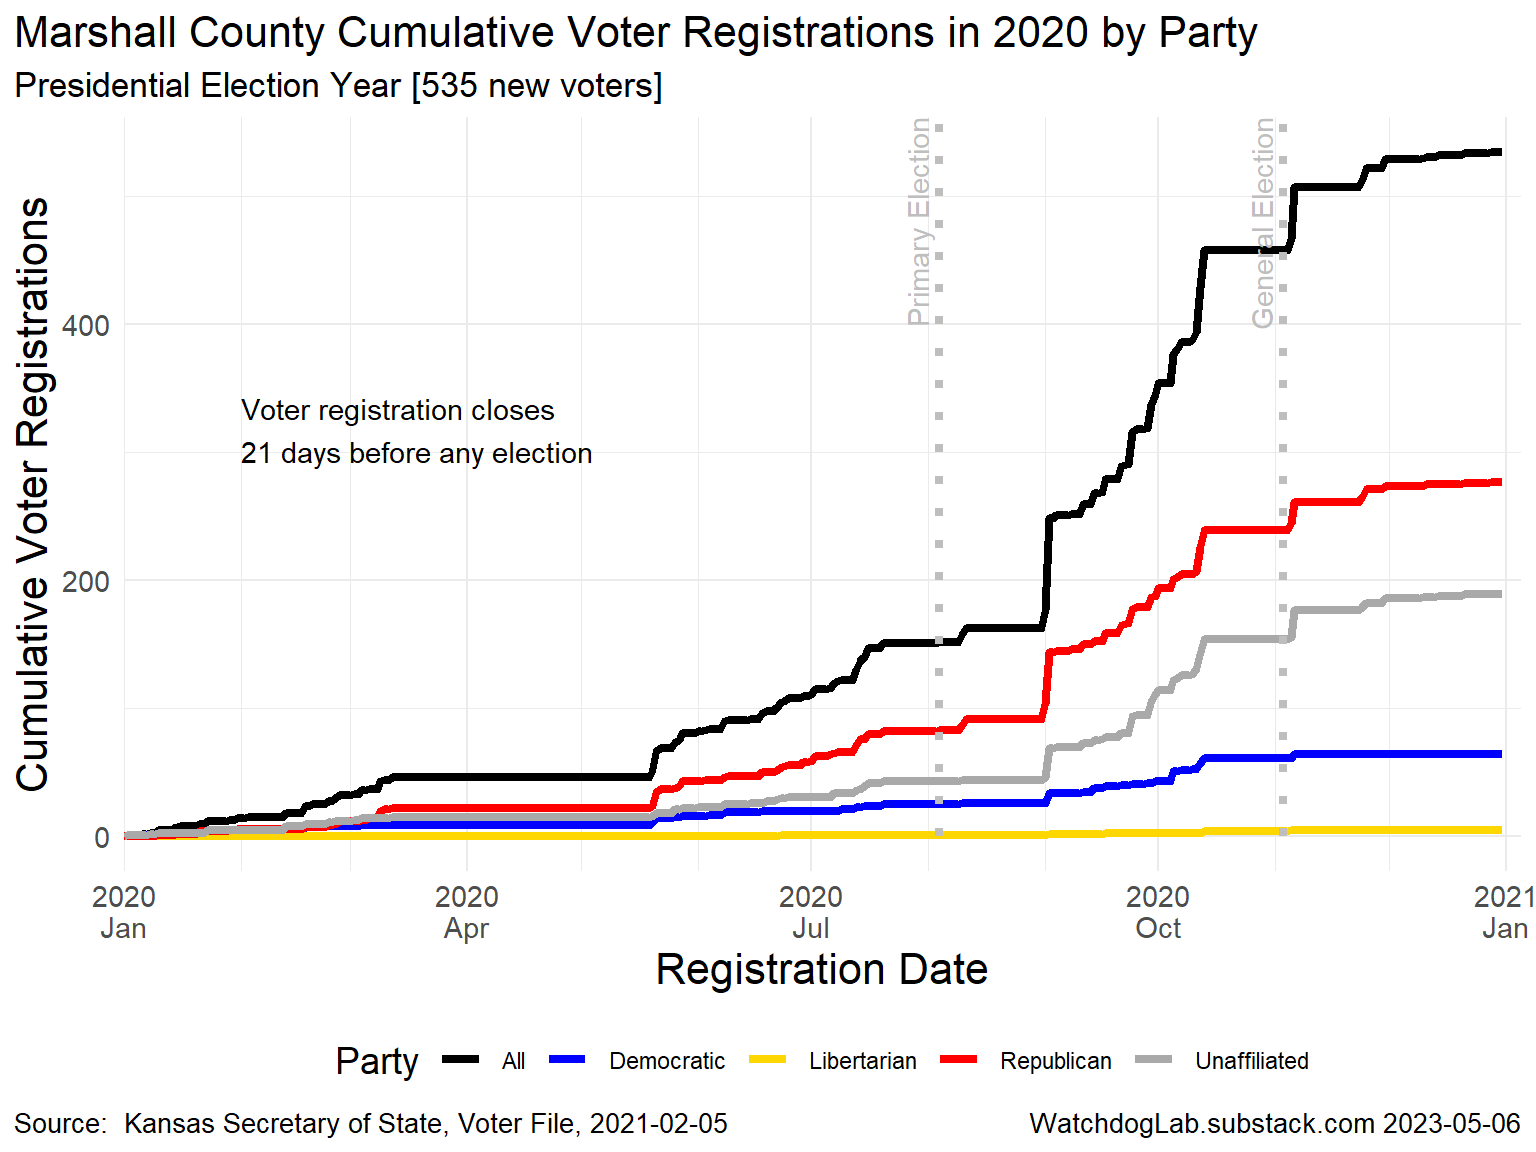 Marshall County Cumulative Voter Registrations in 2020 by Party
Presidential Election Year [535 new voters]
Cumulative Voter Registrations
400
200
0
Primary Election
General Election
Voter registration closes
21 days before any election
2020 2020 2020 2020 2021
Jan Apr Jul Oct Jan
Registration Date
Party All Democratic Libertarian Republican Unaffiliated
Source:  Kansas Secretary of State, Voter File, 2021-02-05
WatchdogLab.substack.com 2023-05-06